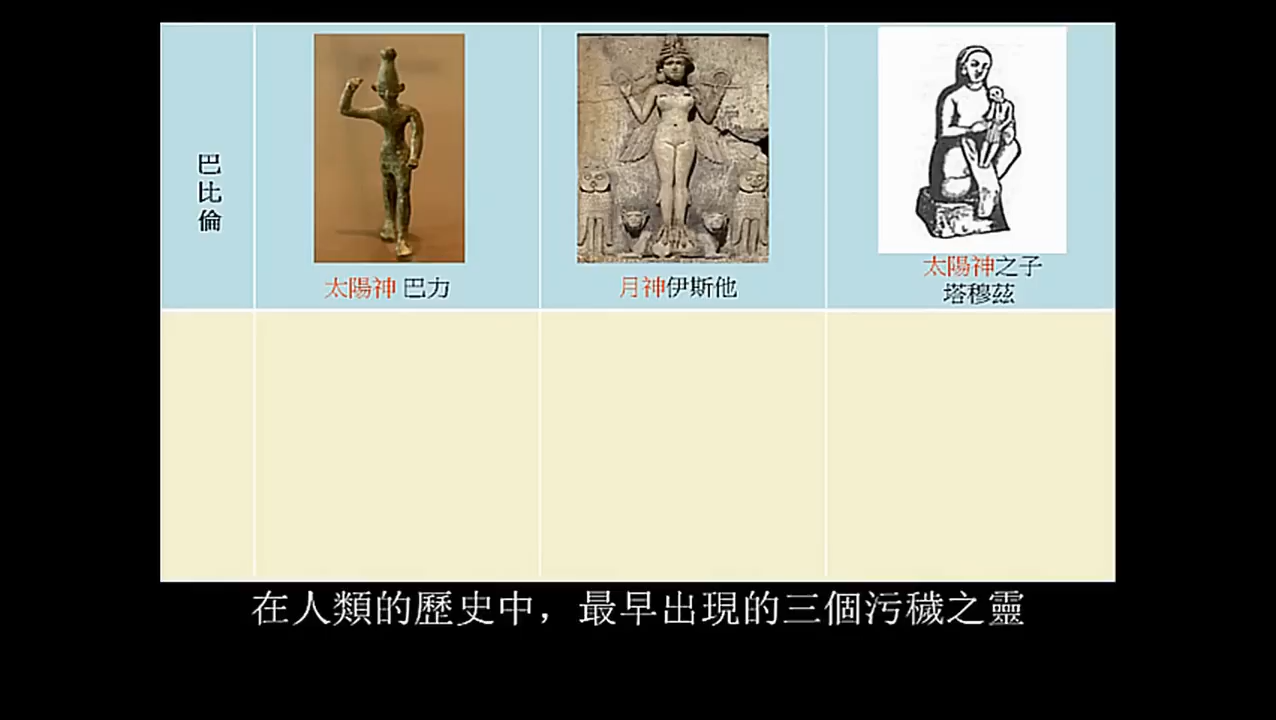 巴比倫
太陽神 巴力
月神伊斯他
太陽神之子
塔穆茲
在人類的歷史中，最早出現的三個污穢之靈